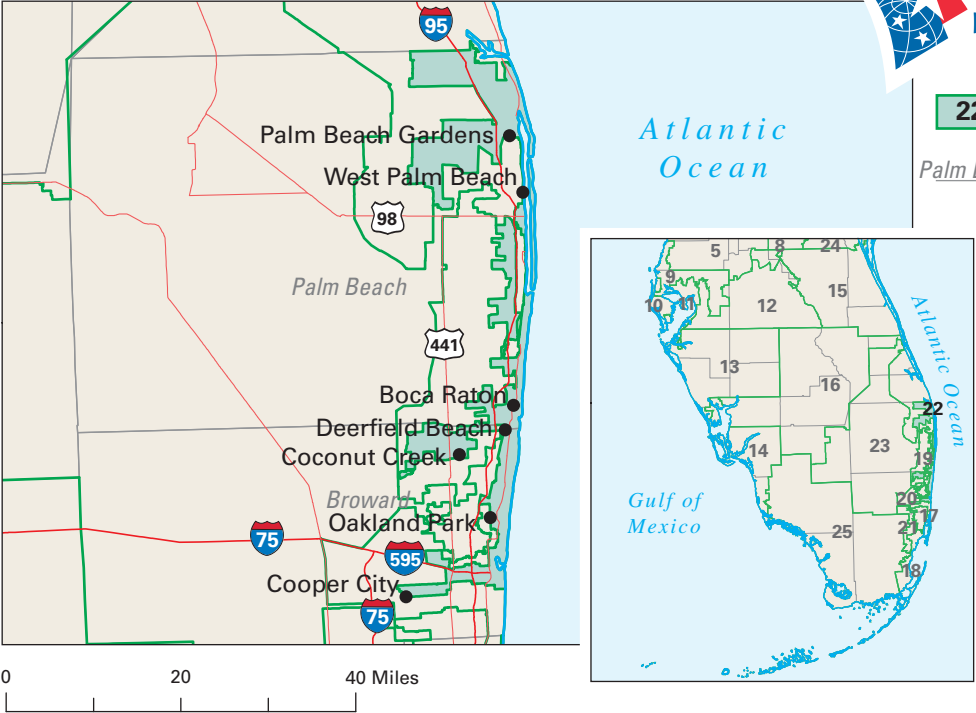 95
Palm Beach Gardens
West Palm Beach
98
Palm Beach
441
Boca Raton
Deerfield Beach
Coconut Creek
Broward
Oakland Park
75
595
Cooper City
75
0 20 40 Miles
Atlantic
Ocean
22
Palm
5
8
24
9
10
11
12
15
13
16
14
22
23
19
20
17
21
25
18
Atlantic Ocean
Gulf of
Mexico